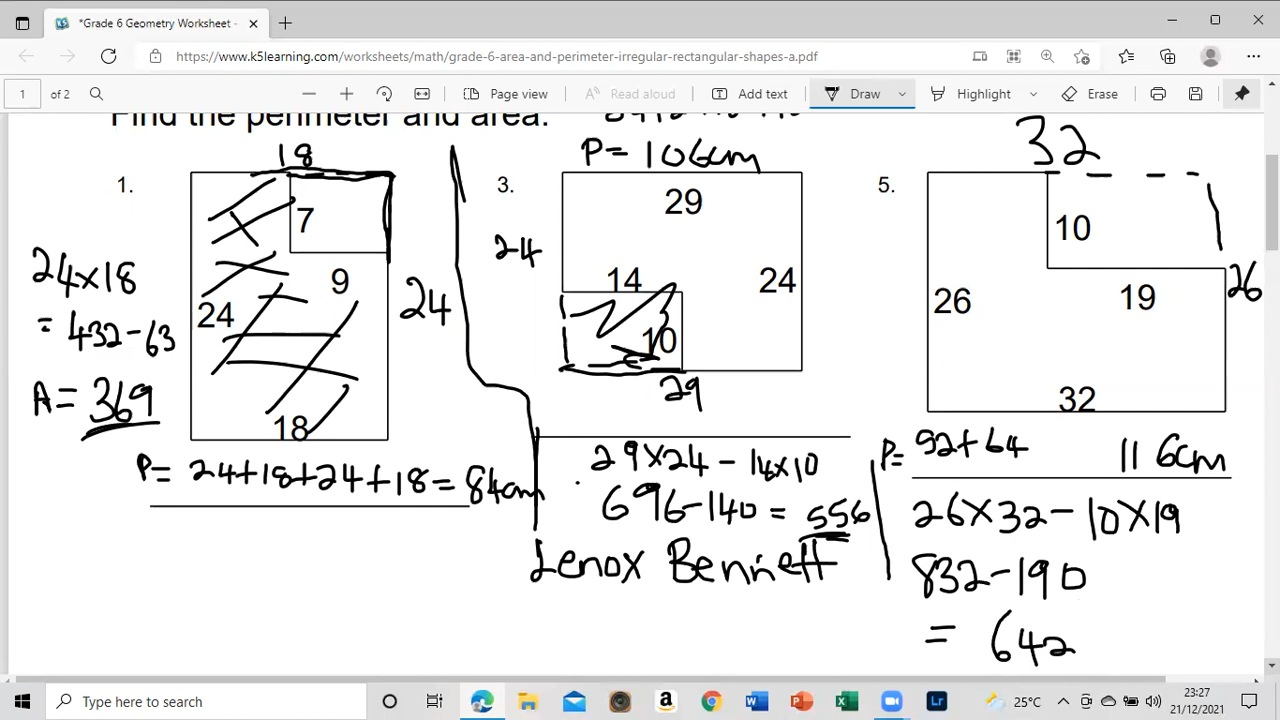 *Grade 6 Geometry Worksheet -
https://www.k5learning.com/worksheets/math/grade-6-area-and-perimeter-irregular-rectangular-shapes-a.pdf
1 of 2
Page view
Read aloud
Add text
Draw
Highlight
Erase
Find the perimeter and area:
1.
18
7
9
24
24
18
24x18
= 432-63
A= 369
P= 24+18+24+18= 84cm
P= 106cm
3.
29
24
14
24
10
29
29x24 - 14x10
696-140 = 556
Lenox Bennett
32
5.
10
26
19
26
32
P= 52+64 116cm
26x32- 10x19
832-190
= 642
Type here to search
25°C
23:27
21/12/2021